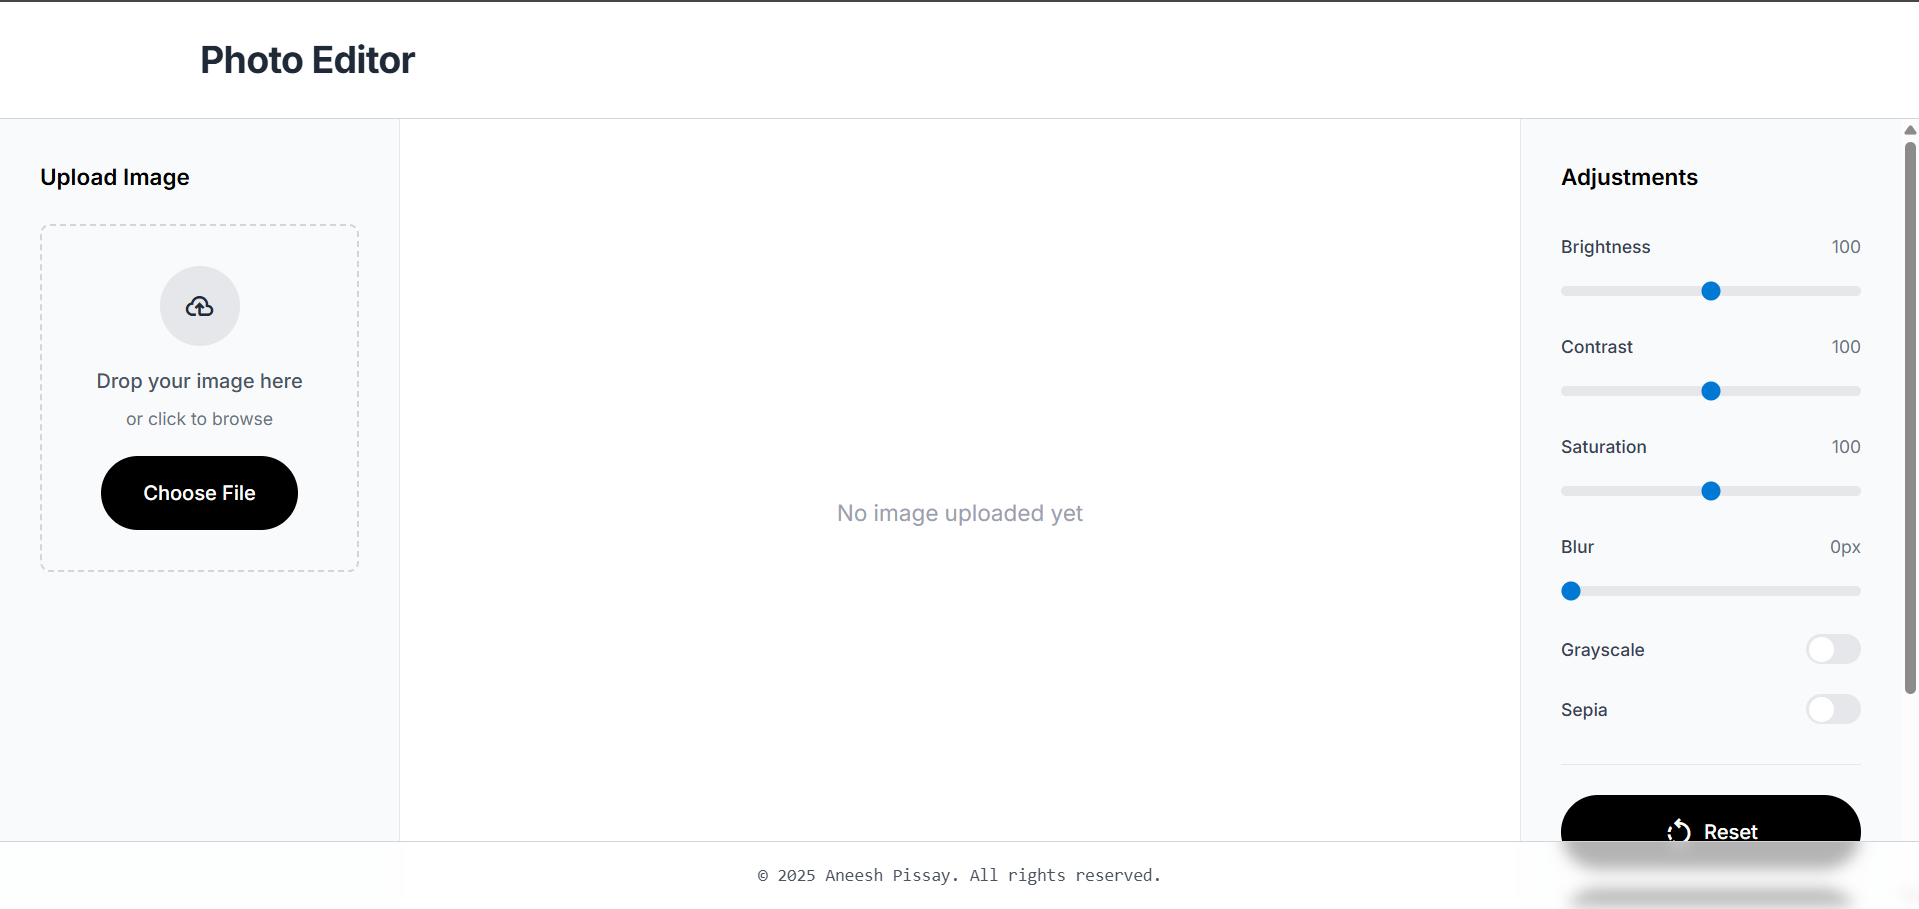 Photo Editor
Upload Image
Drop your image here
or click to browse
Choose File
No image uploaded yet
Adjustments
Brightness 100
Contrast 100
Saturation 100
Blur 0px
Grayscale
Sepia
Reset
© 2025 Aneesh Pissay. All rights reserved.